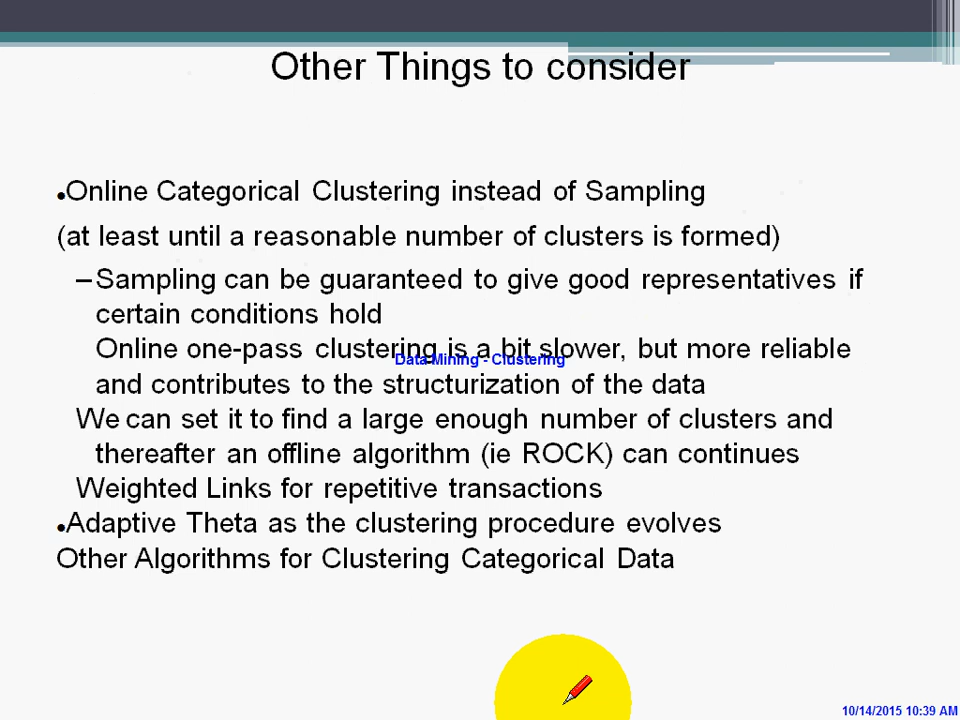 Other Things to consider
•Online Categorical Clustering instead of Sampling
(at least until a reasonable number of clusters is formed)
–Sampling can be guaranteed to give good representatives if
certain conditions hold
Online one-pass clustering is a bit slower, but more reliable
Data Mining - Clustering
and contributes to the structurization of the data
We can set it to find a large enough number of clusters and
thereafter an offline algorithm (ie ROCK) can continues
Weighted Links for repetitive transactions
•Adaptive Theta as the clustering procedure evolves
Other Algorithms for Clustering Categorical Data
10/14/2015 10:39 AM